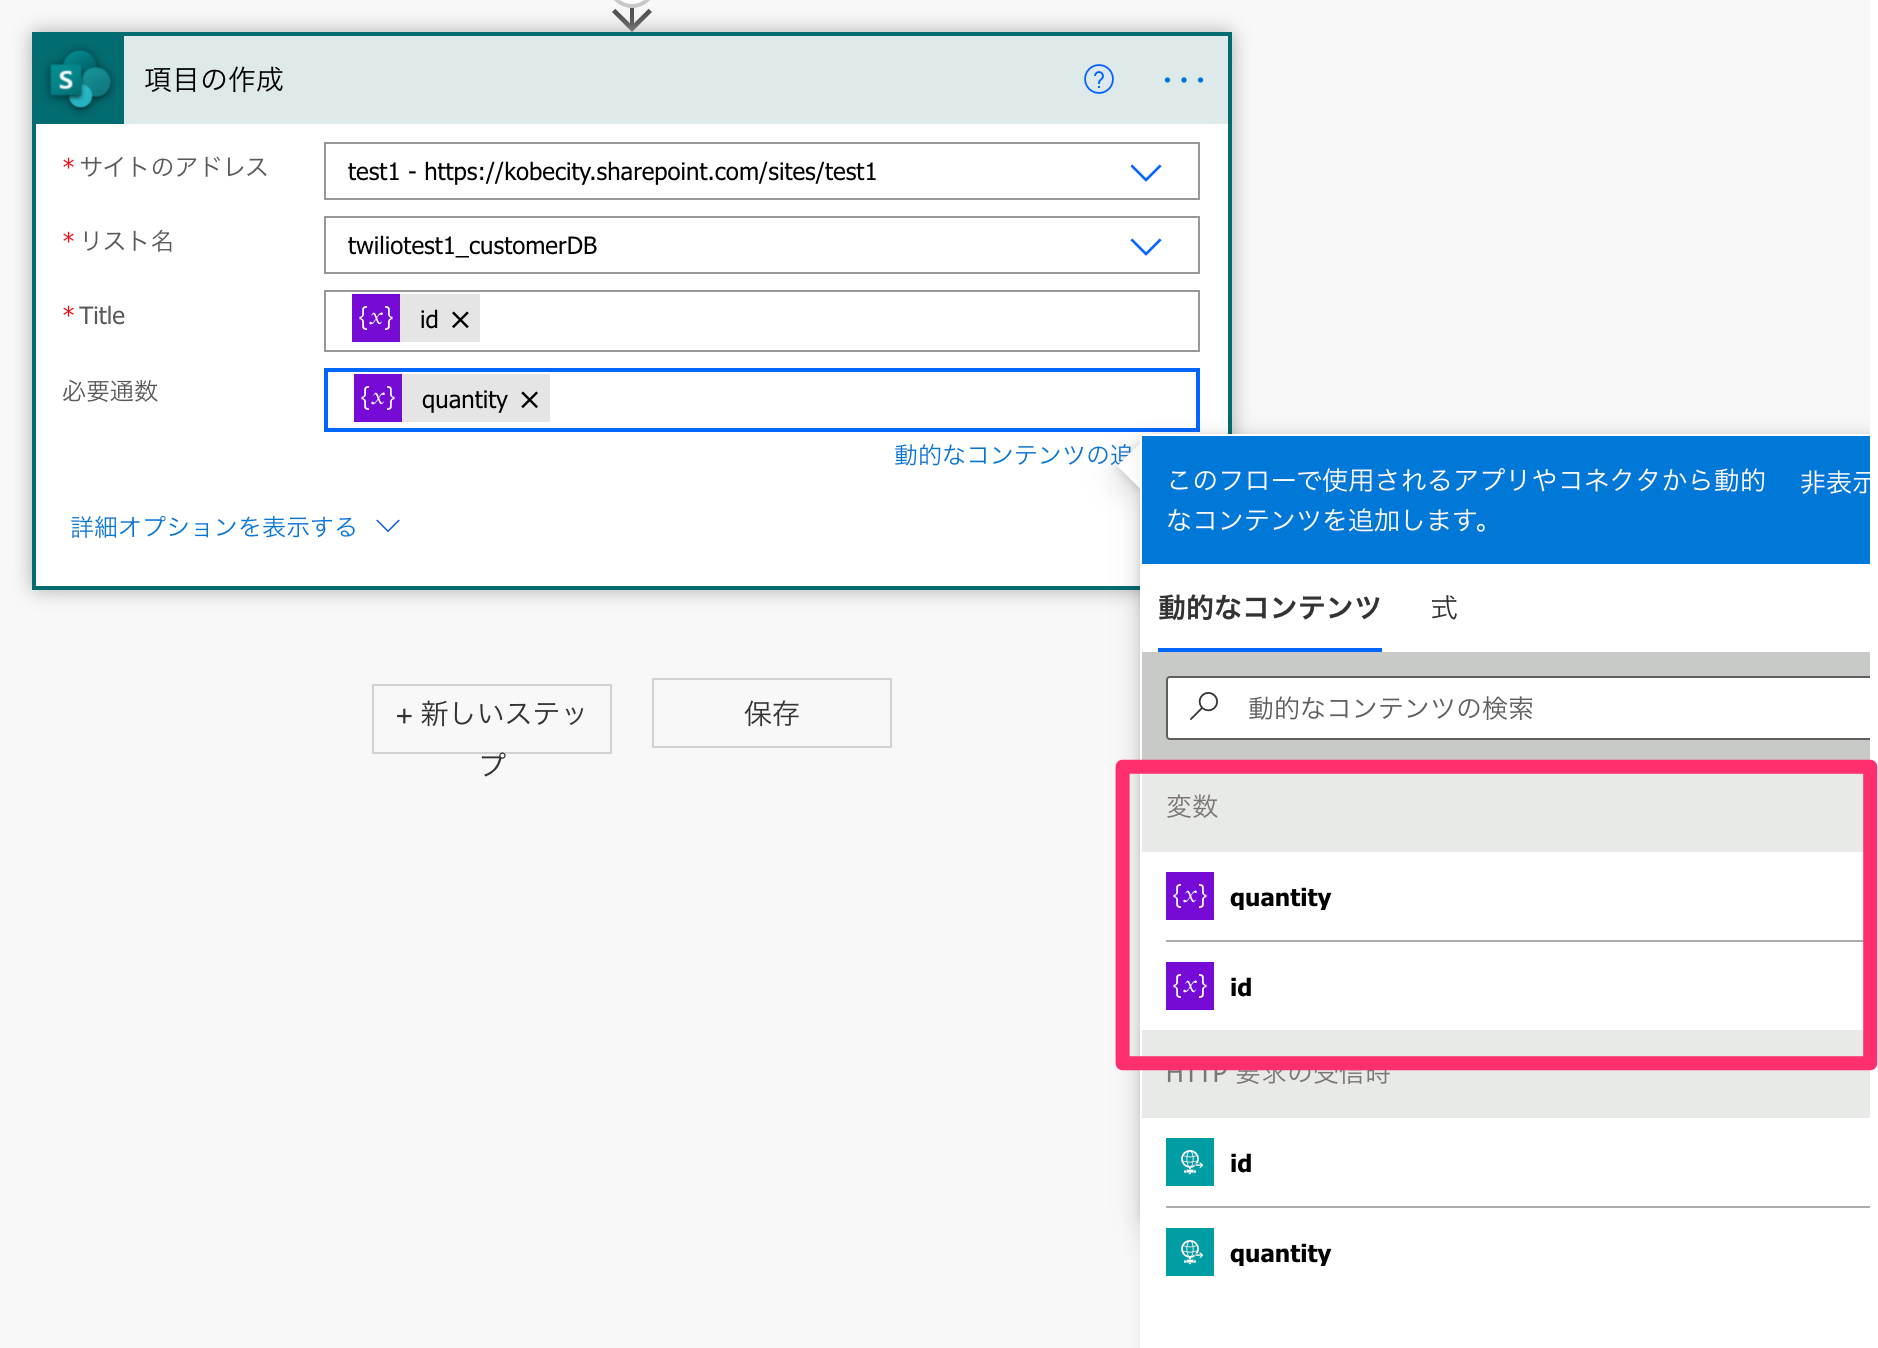 項目の作成
* サイトのアドレス
test1 - https://kobecity.sharepoint.com/sites/test1
* リスト名
twiliotest1_customerDB
* Title
{x} id
必要通数
{x} quantity
動的なコンテンツの追
詳細オプションを表示する
+ 新しいステッ
プ
保存
このフローで使用されるアプリやコネクタから動的
なコンテンツを追加します。
非表示
動的なコンテンツ
式
動的なコンテンツの検索
変数
{x} quantity
{x} id
HTTP 要求の受信時
id
quantity